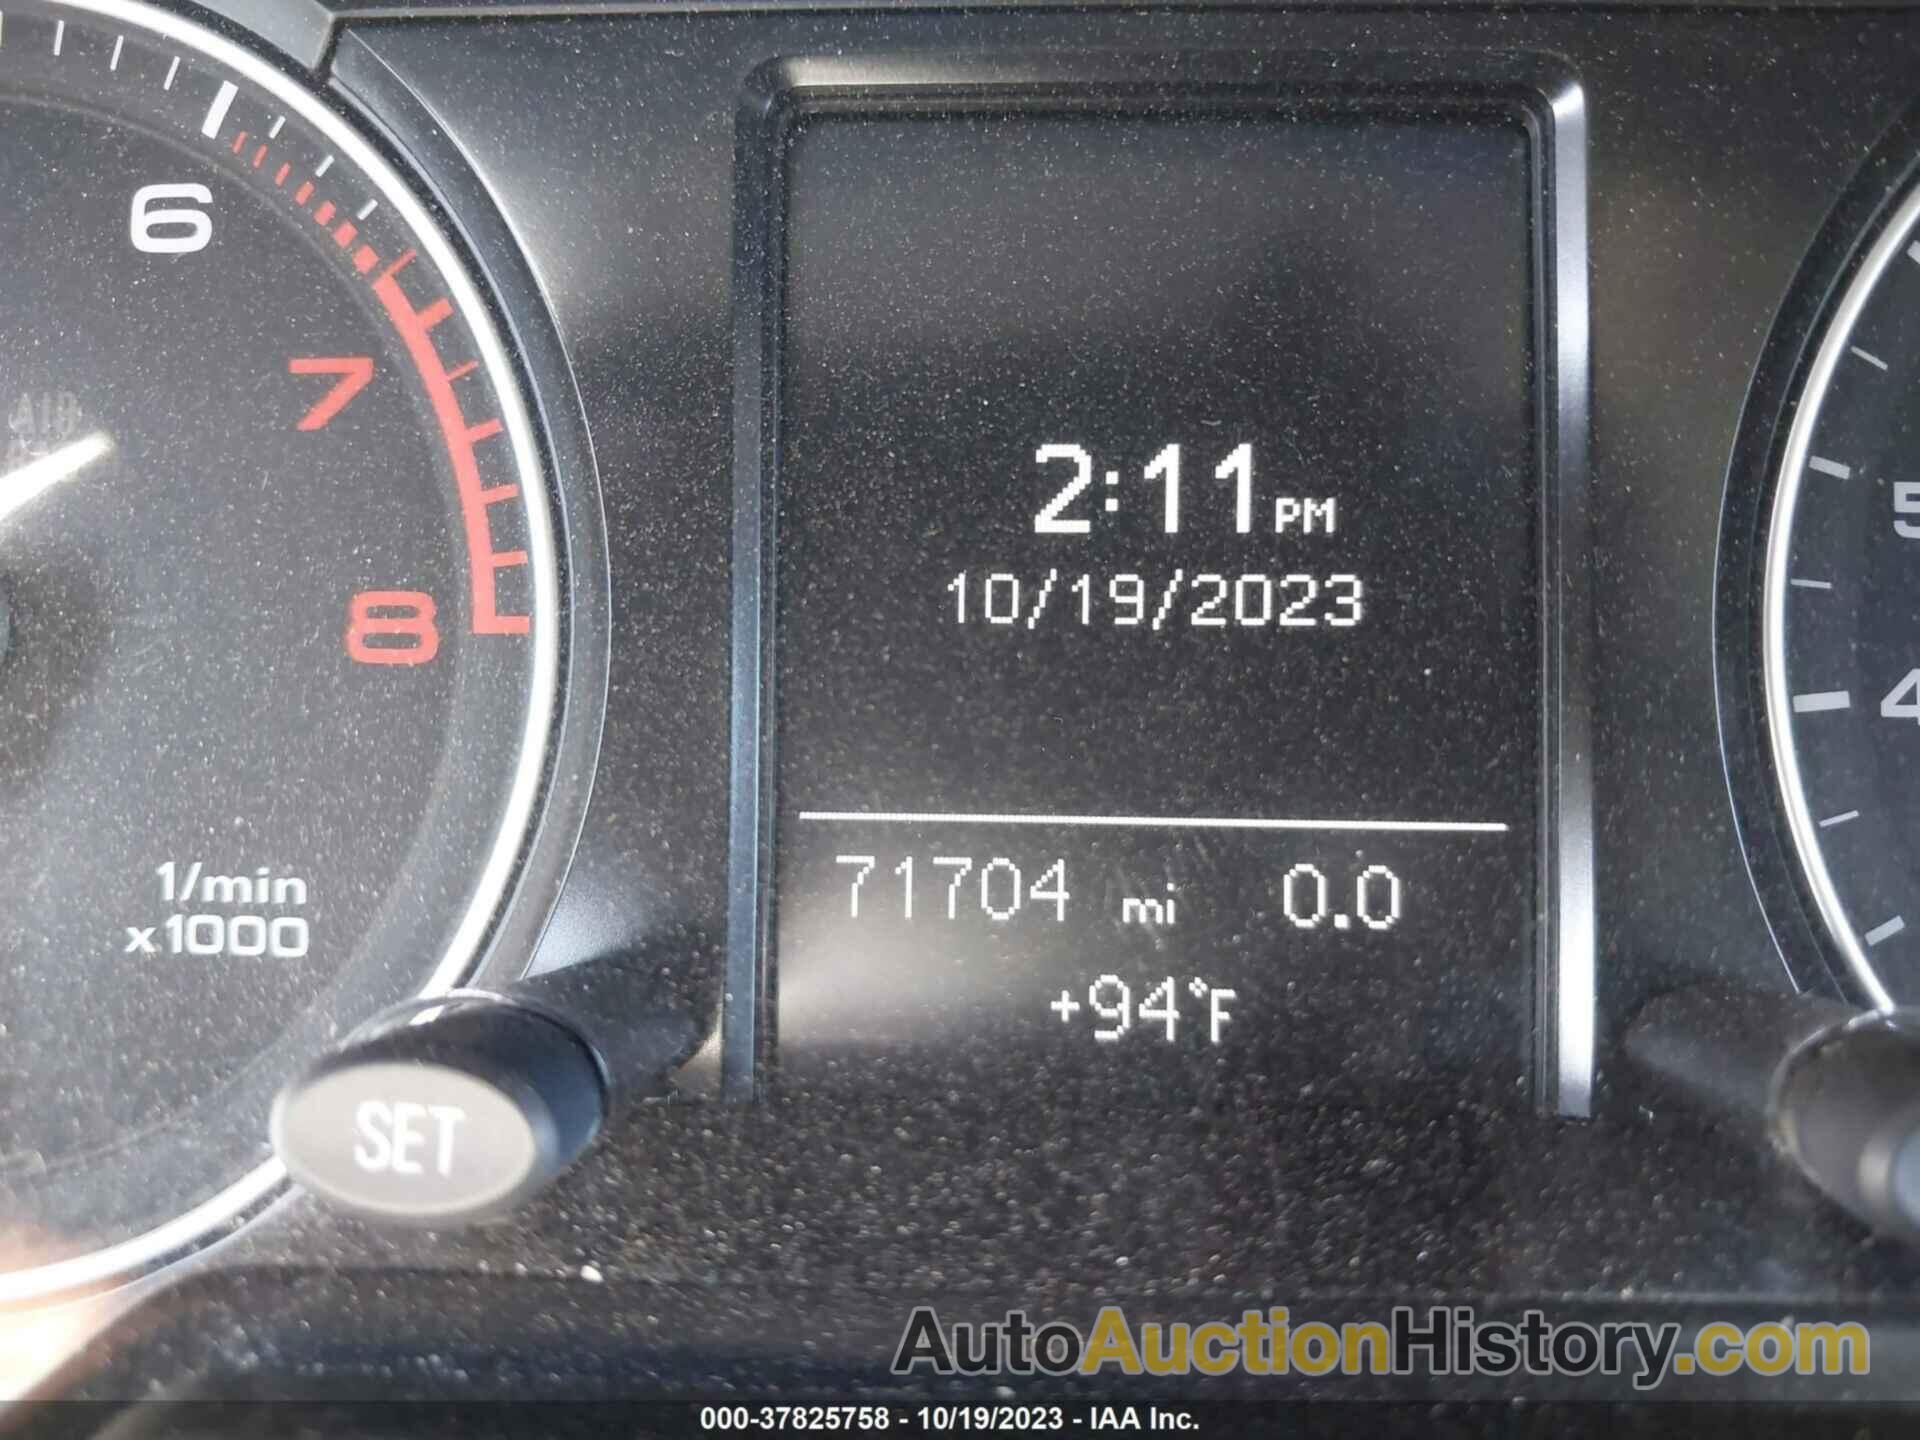 6
7
8
1/min
x1000
SET
2:11 PM
10/19/2023
71704 mi 0.0
+94°F
5
4
AutoAuctionHistory.com
000-37825758 - 10/19/2023 - IAA Inc.